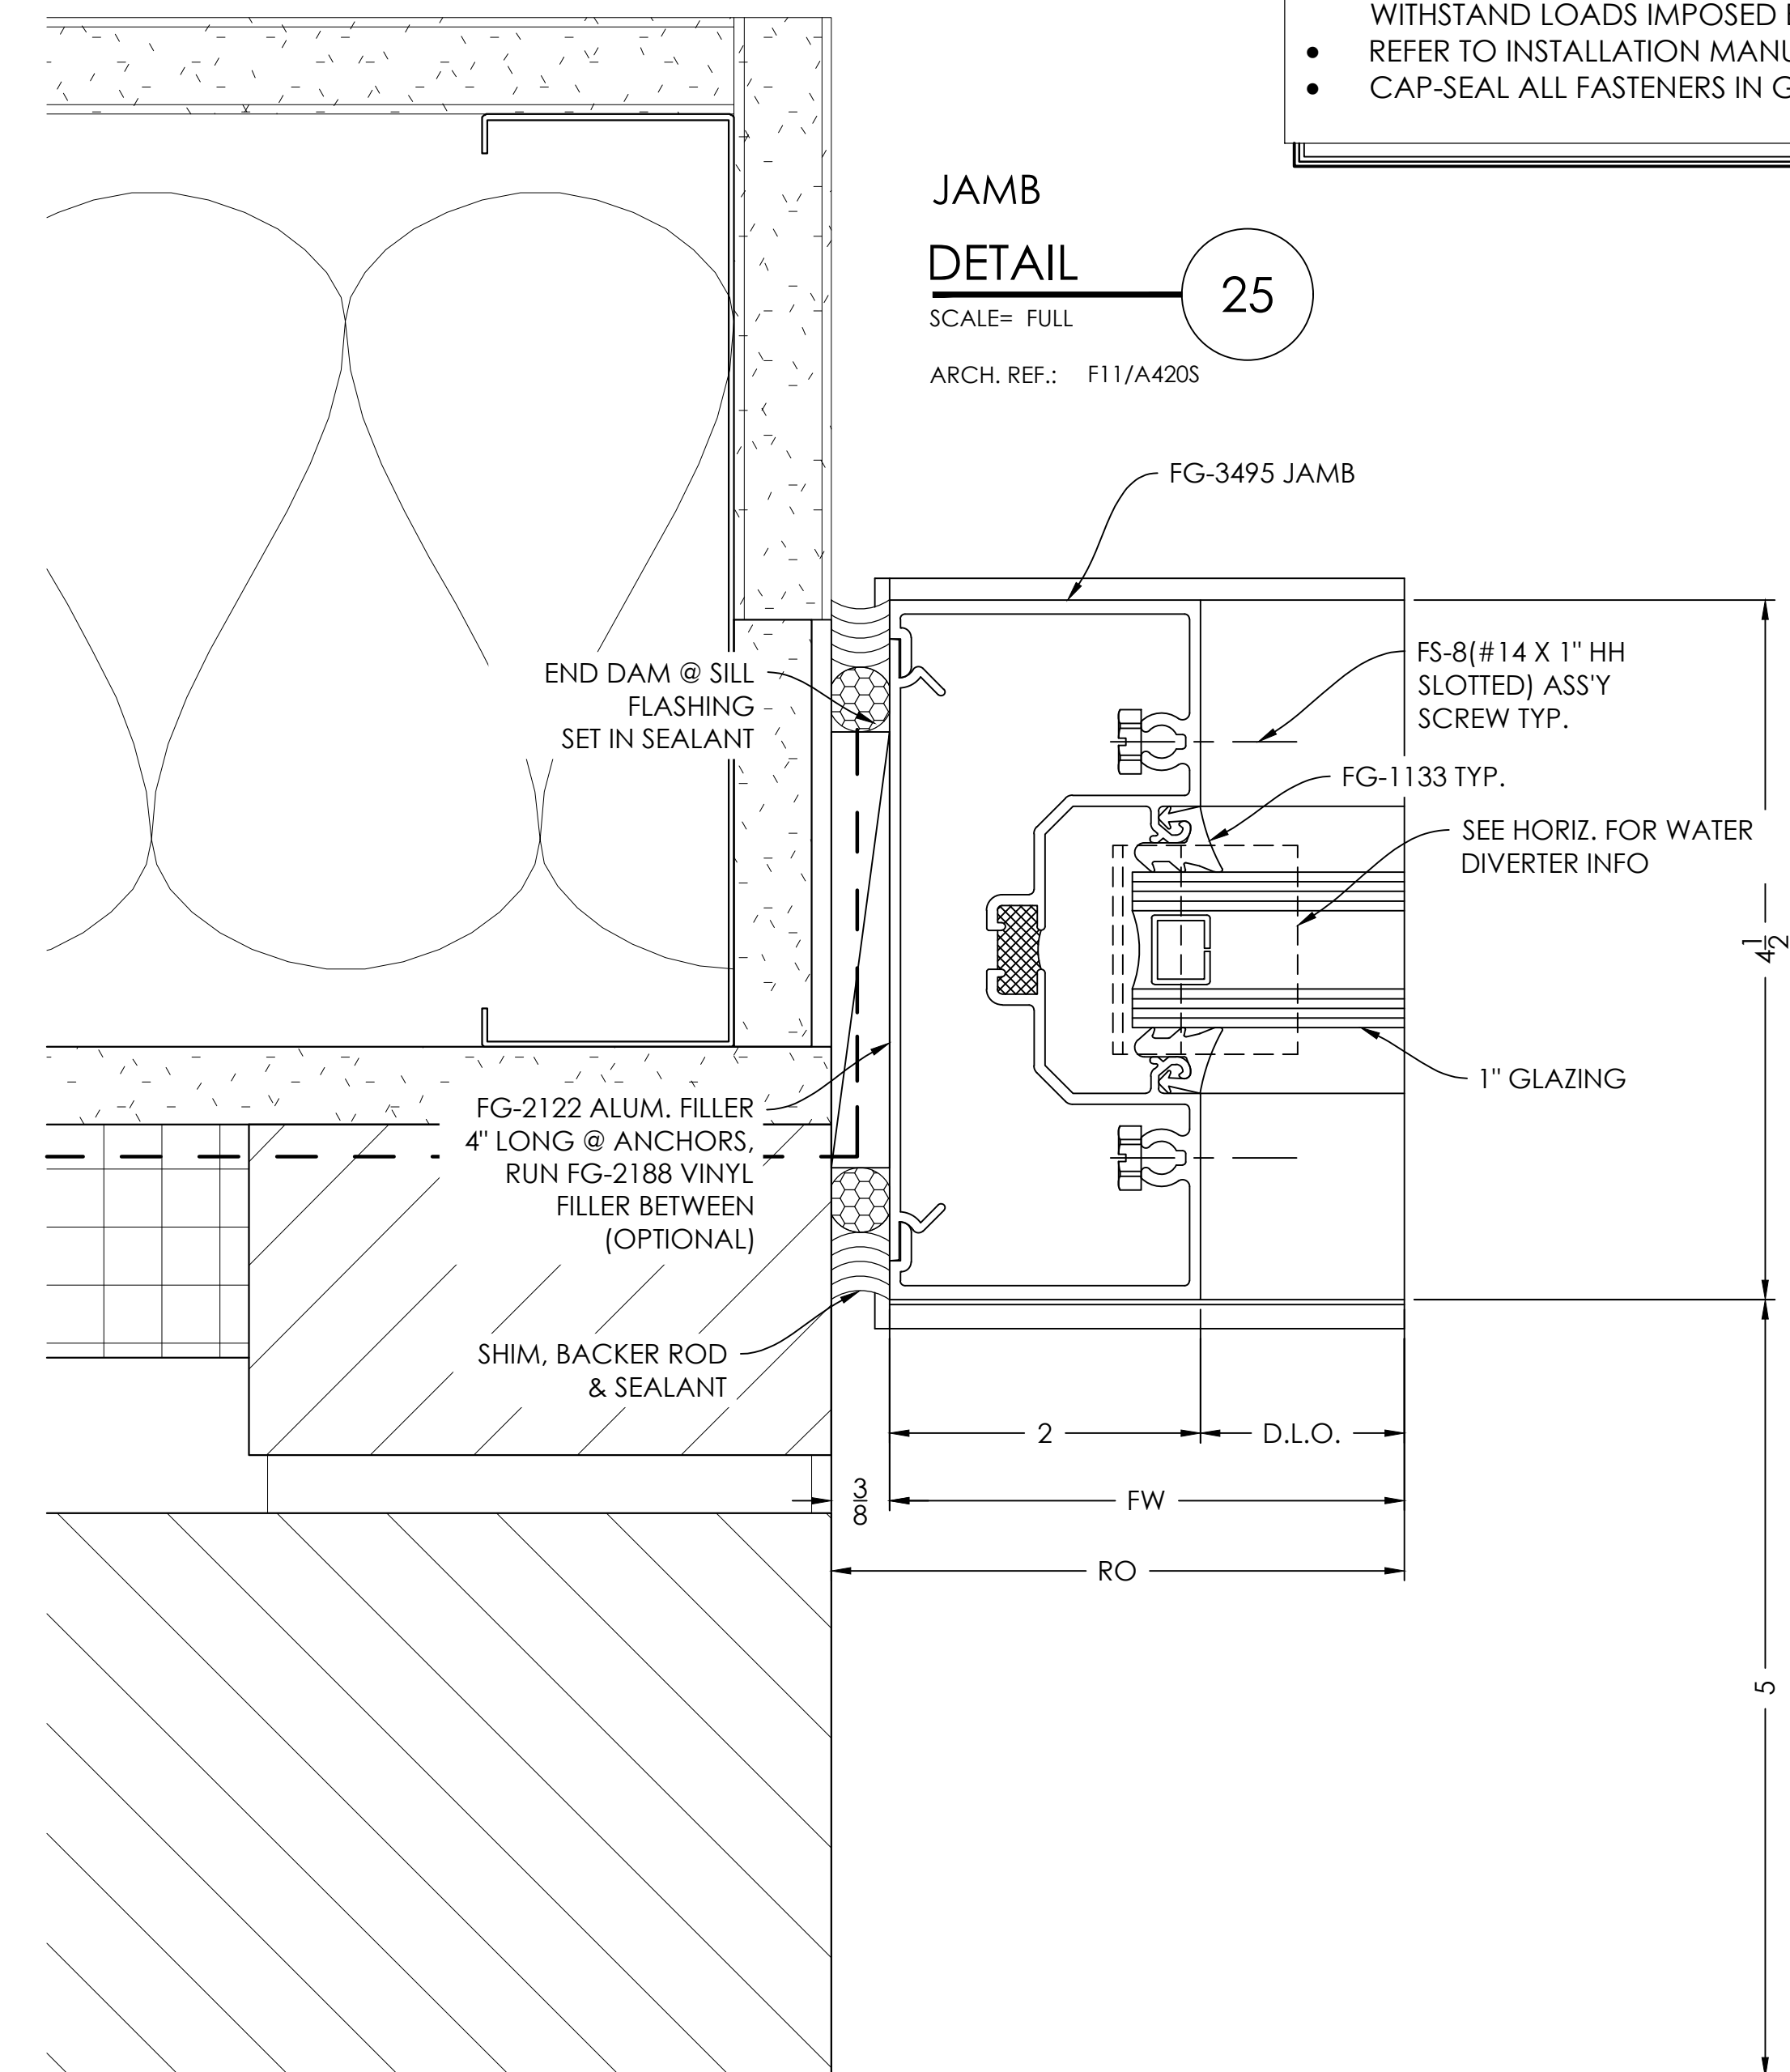 WITHSTAND LOADS IMPOSED
• REFER TO INSTALLATION
• CAP-SEAL ALL FASTENERS IN
JAMB
DETAIL
25
SCALE= FULL
ARCH. REF.: F11/A420S
FG-3495 JAMB
END DAM @ SILL
FLASHING
SET IN SEALANT
FS-8(#14 X 1" HH
SLOTTED) ASS'Y
SCREW TYP.
FG-1133 TYP.
SEE HORIZ. FOR WATER
DIVERTER INFO
4 1/2
1" GLAZING
FG-2122 ALUM. FILLER
4" LONG @ ANCHORS,
RUN FG-2188 VINYL
FILLER BETWEEN
(OPTIONAL)
SHIM, BACKER ROD
& SEALANT
2
D.L.O.
3/8
FW
RO
5